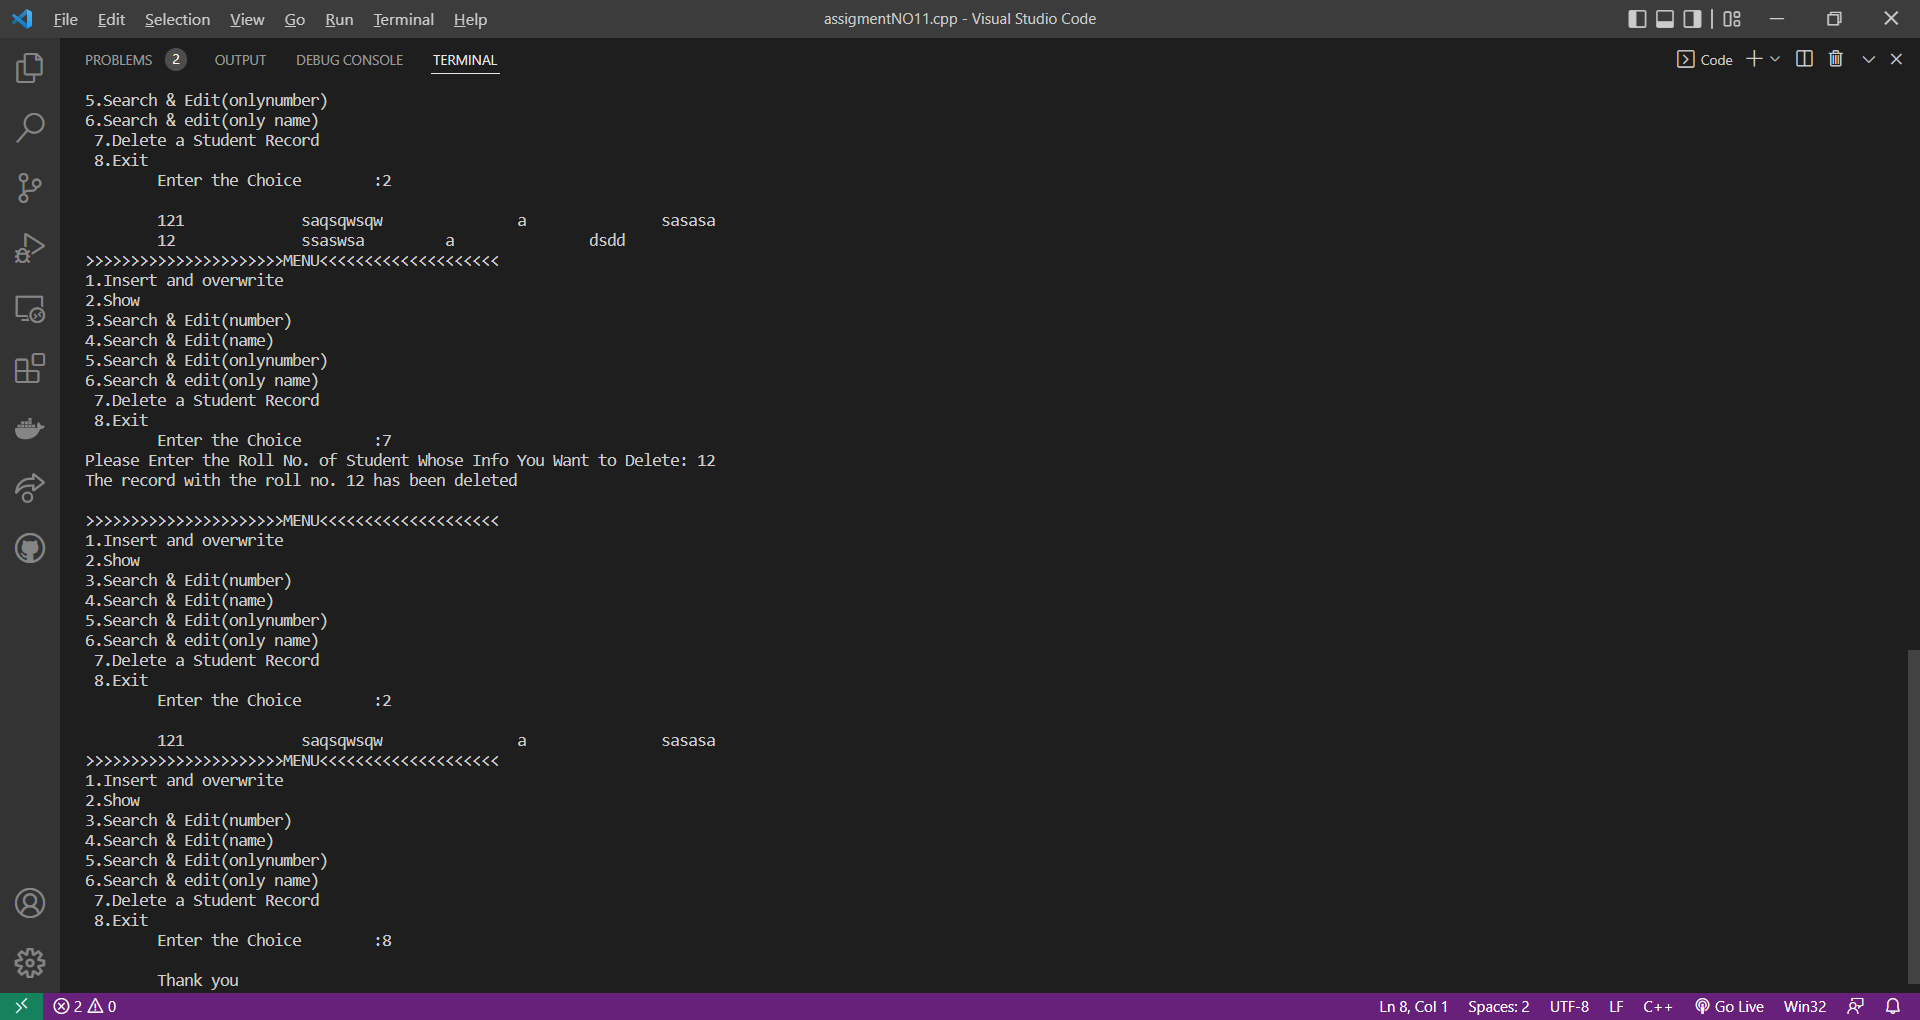 File Edit Selection View Go Run Terminal Help assigmentNO11.cpp - Visual Studio Code
PROBLEMS 2 OUTPUT DEBUG CONSOLE TERMINAL Code
5.Search & Edit(onlynumber)
6.Search & edit(only name)
7.Delete a Student Record
8.Exit
Enter the Choice :2
121 saqsqwsqw a sasasa
12 ssaswsa a dsdd
>>>>>>>>>>>>>>>>>>>>>>MENU<<<<<<<<<<<<<<<<<<<<
1.Insert and overwrite
2.Show
3.Search & Edit(number)
4.Search & Edit(name)
5.Search & Edit(onlynumber)
6.Search & edit(only name)
7.Delete a Student Record
8.Exit
Enter the Choice :7
Please Enter the Roll No. of Student Whose Info You Want to Delete: 12
The record with the roll no. 12 has been deleted
>>>>>>>>>>>>>>>>>>>>>>MENU<<<<<<<<<<<<<<<<<<<<
1.Insert and overwrite
2.Show
3.Search & Edit(number)
4.Search & Edit(name)
5.Search & Edit(onlynumber)
6.Search & edit(only name)
7.Delete a Student Record
8.Exit
Enter the Choice :2
121 saqsqwsqw a sasasa
>>>>>>>>>>>>>>>>>>>>>>MENU<<<<<<<<<<<<<<<<<<<<
1.Insert and overwrite
2.Show
3.Search & Edit(number)
4.Search & Edit(name)
5.Search & Edit(onlynumber)
6.Search & edit(only name)
7.Delete a Student Record
8.Exit
Enter the Choice :8
Thank you
2 0 Ln 8, Col 1 Spaces: 2 UTF-8 LF C++ Go Live Win32